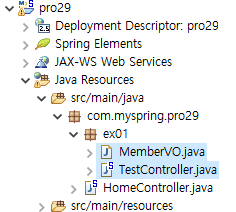 pro29
Deployment Descriptor: pro29
Spring Elements
JAX-WS Web Services
Java Resources
src/main/java
com.myspring.pro29
ex01
MemberVO.java
TestController.java
HomeController.java
src/main/resources